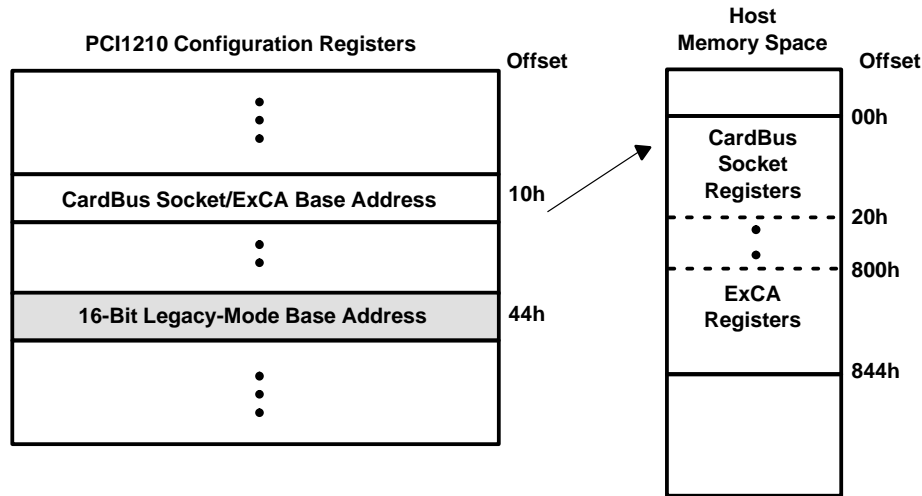 PCI1210 Configuration Registers
Offset
CardBus Socket/ExCA Base Address
10h
16-Bit Legacy-Mode Base Address
44h
Host
Memory Space
Offset
00h
CardBus
Socket
Registers
20h
800h
ExCA
Registers
844h